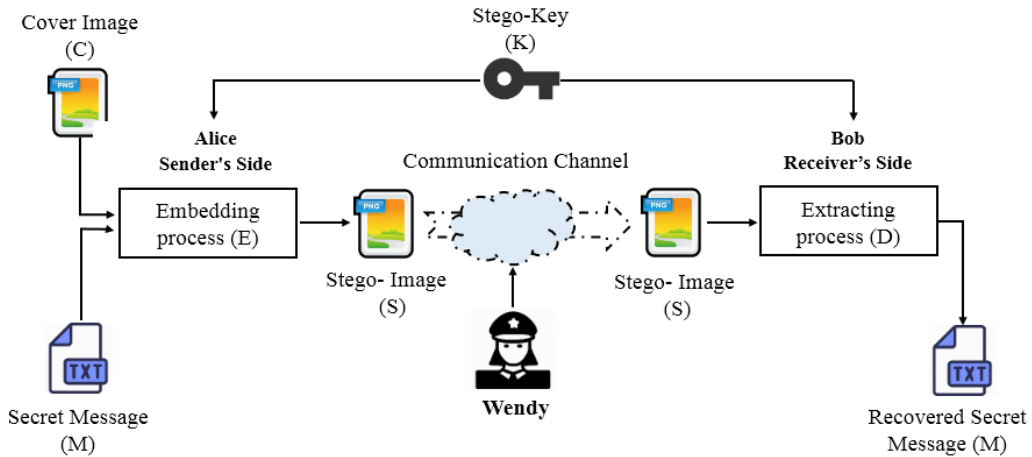 Cover Image
(C)
PNG
Stego-Key
(K)
Alice
Sender's Side
Bob
Receiver's Side
Communication Channel
Embedding
process (E)
PNG
Stego- Image
(S)
PNG
Stego- Image
(S)
Extracting
process (D)
Wendy
TXT
Secret Message
(M)
TXT
Recovered Secret
Message (M)